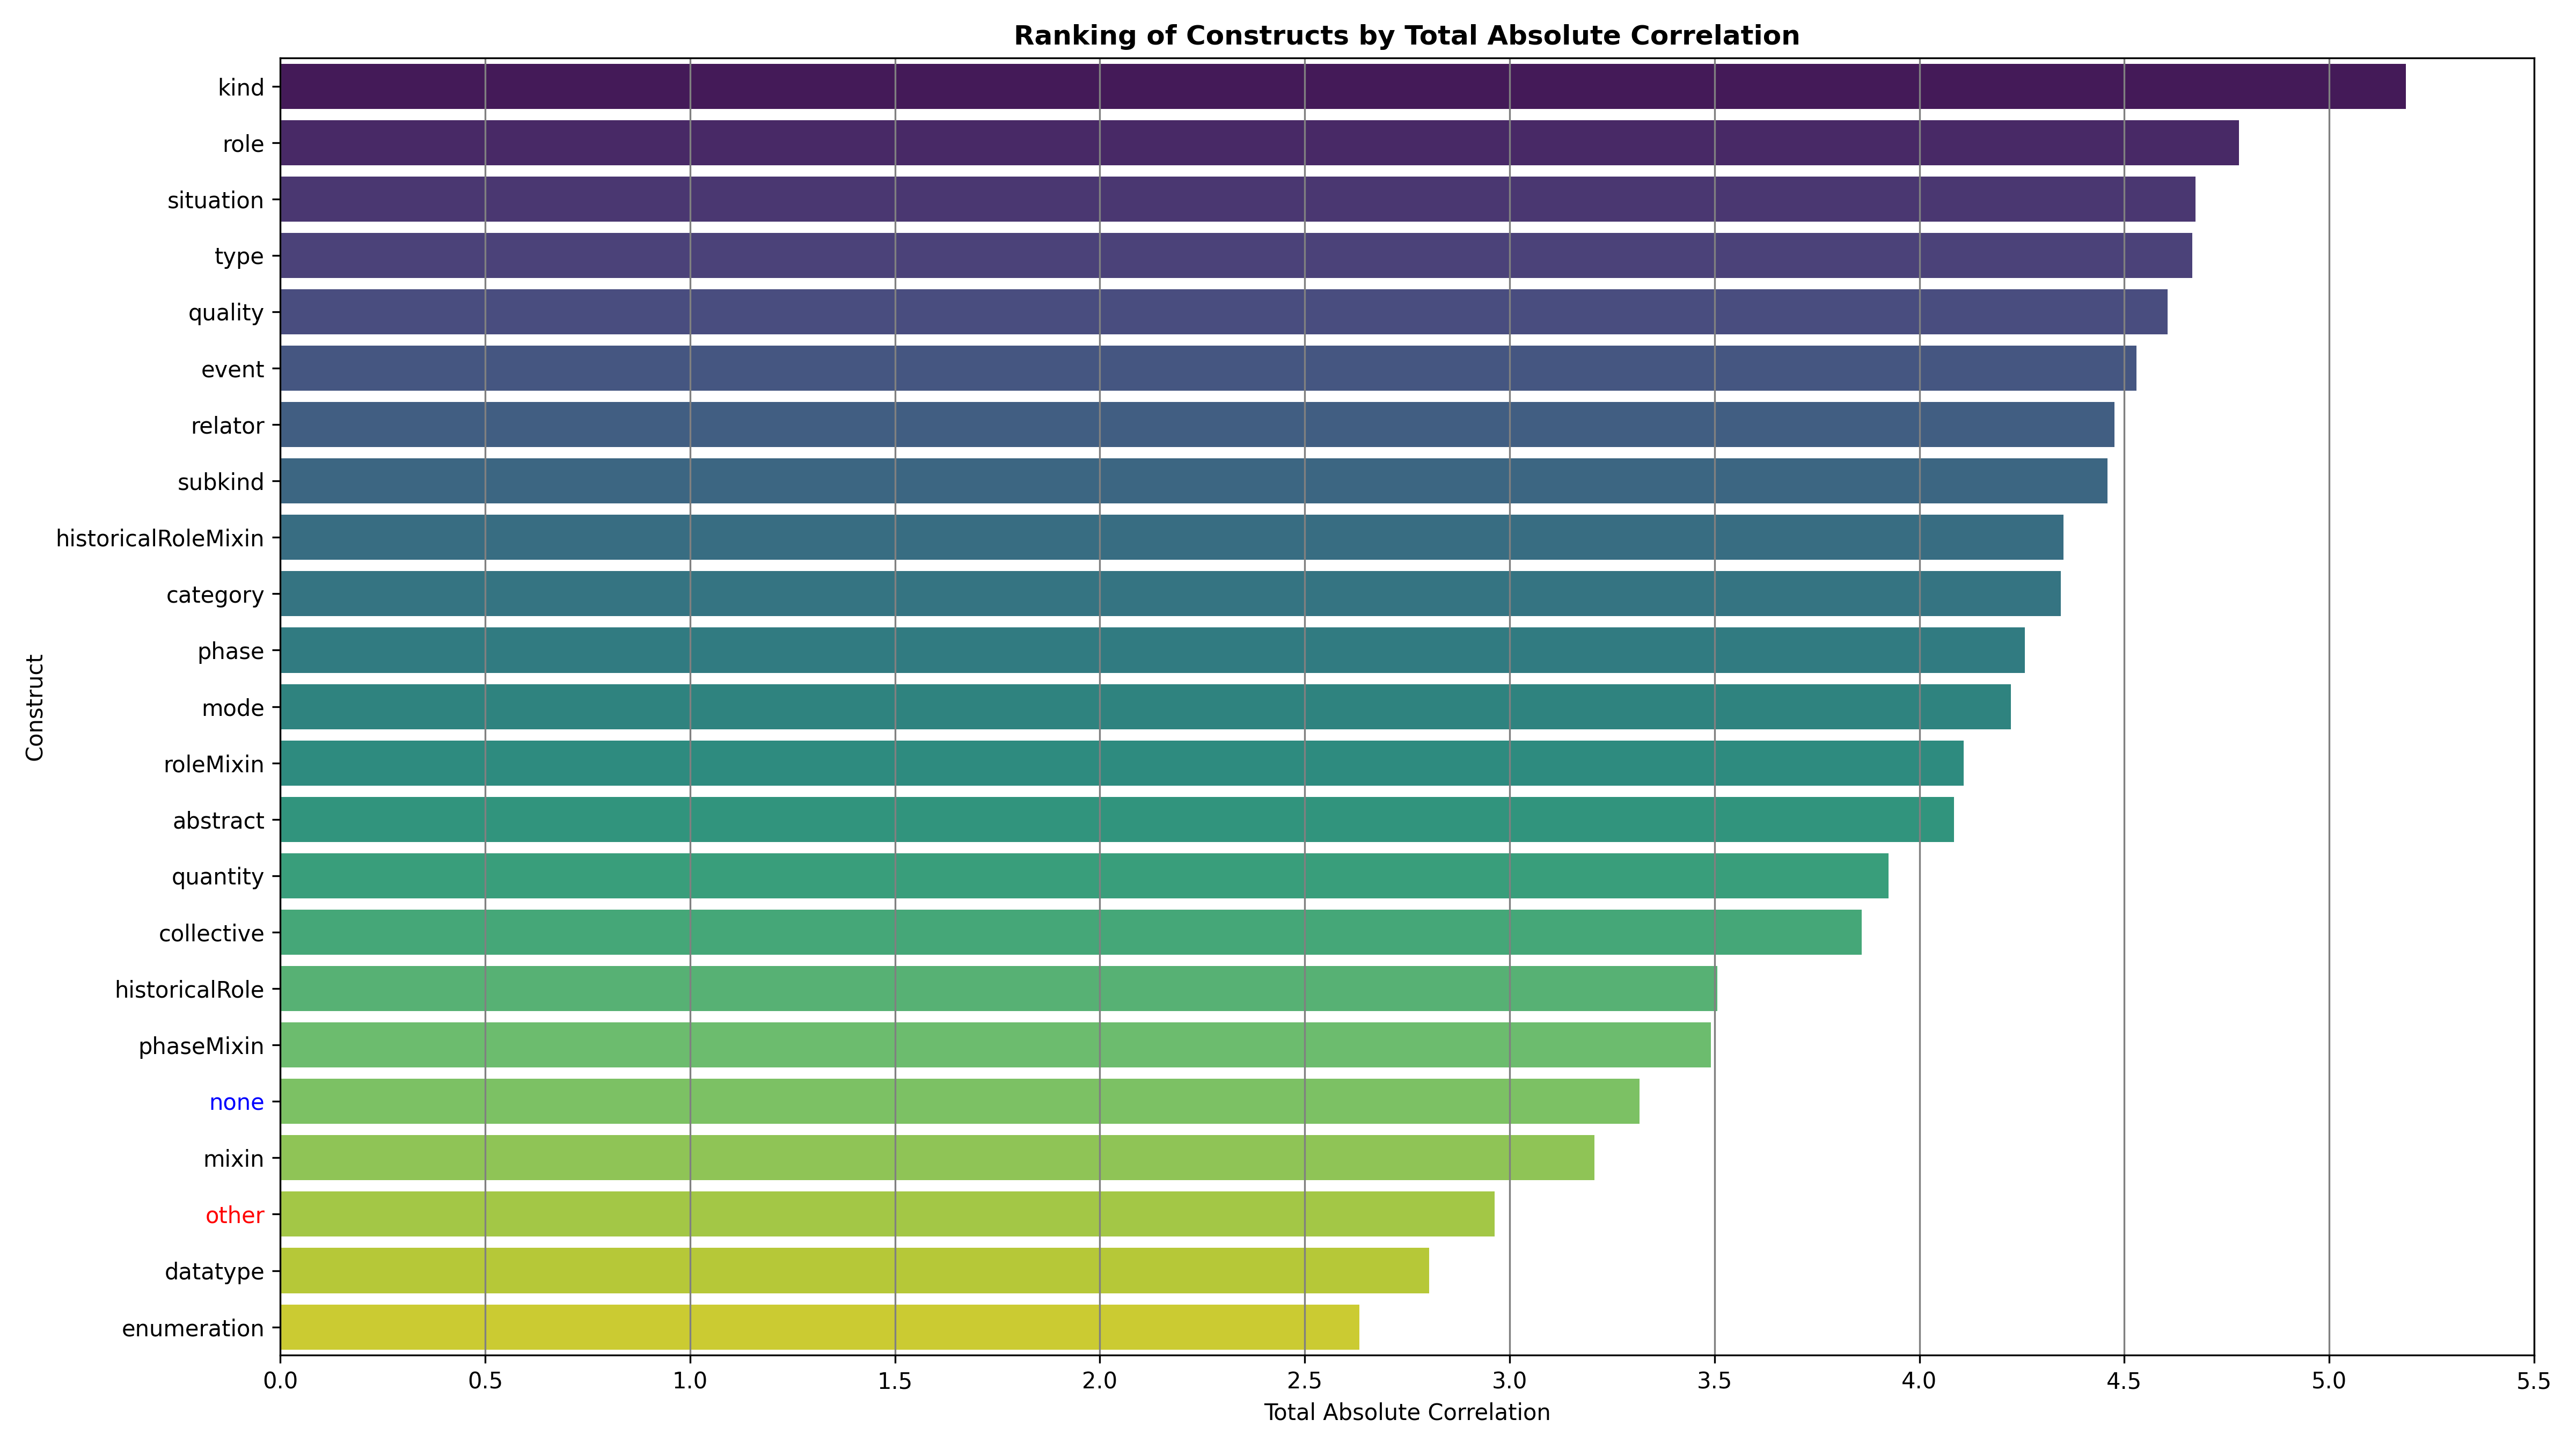 Ranking of Constructs by Total Absolute Correlation
kind
role
situation
type
quality
event
relator
subkind
historicalRoleMixin
category
phase
mode
roleMixin
abstract
quantity
collective
historicalRole
phaseMixin
none
mixin
other
datatype
enumeration
Construct
0.0 0.5 1.0 1.5 2.0 2.5 3.0 3.5 4.0 4.5 5.0 5.5
Total Absolute Correlation